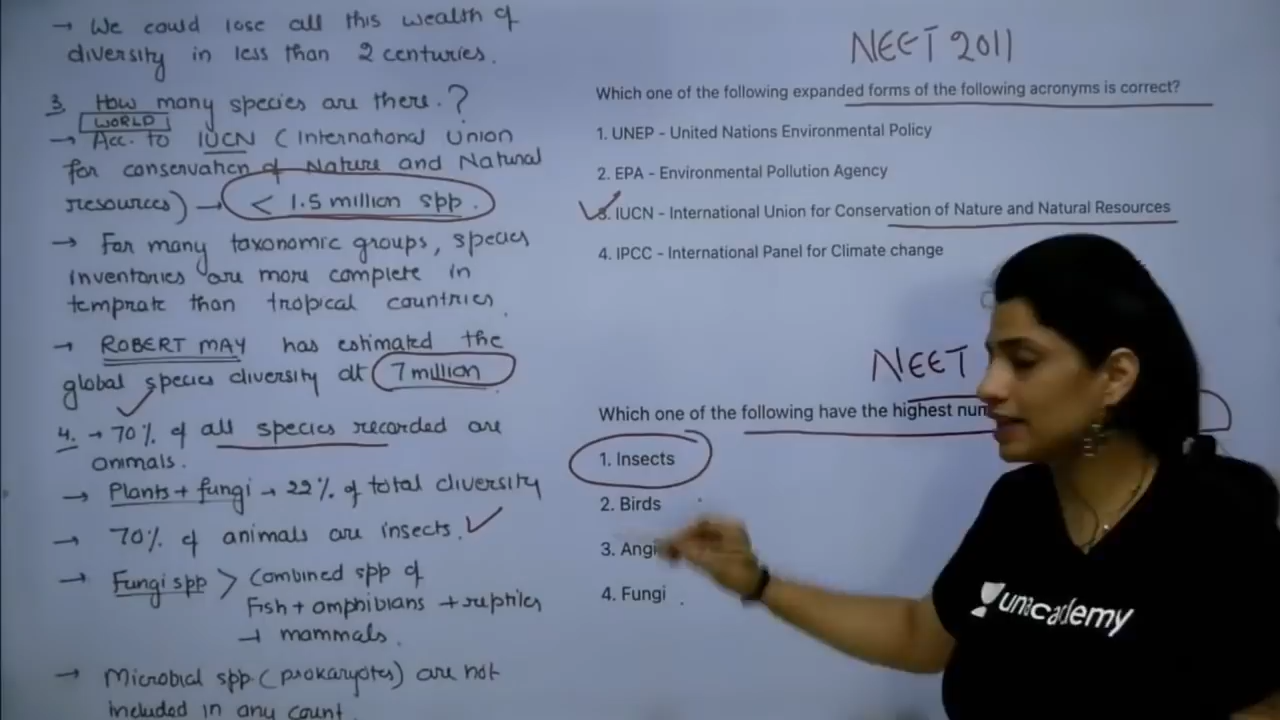 → We could lose all this wealth of
diversity in less than 2 centuries.
3. How many species are there.?
WORLD
→ Acc. to IUCN (International Union
for conservation of Nature and Natural
resources) → < 1.5 million spp.
→ For many taxonomic groups, species
inventories are more complete in
temprate than tropical countries.
→ ROBERT MAY has estimated the
global species diversity at 7 million
4. → 70% of all species recorded are
animals.
→ Plants + fungi → 22% of total diversity
→ 70% of animals are insects.
→ Fungi spp > Combined spp of
Fish + amphibians + reptiles
→ mammals.
→ Microbial spp (prokaryotes) are not
included in any count.
NEET 2011
Which one of the following expanded forms of the following acronyms is correct?
1. UNEP - United Nations Environmental Policy
2. EPA - Environmental Pollution Agency
3. IUCN - International Union for Conservation of Nature and Natural Resources
4. IPCC - International Panel for Climate change
NEET
Which one of the following have the highest
1. Insects
2. Birds
3.
4. Fungi
unacademy